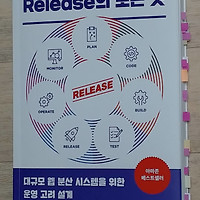 Release의 모든 것
PLAN
MONITOR
CODE
RELEASE
OPERATE
BUILD
RELEASE
TEST
아마존
베스트셀러
대규모 웹 분산 시스템을 위한
운영 고려 설계